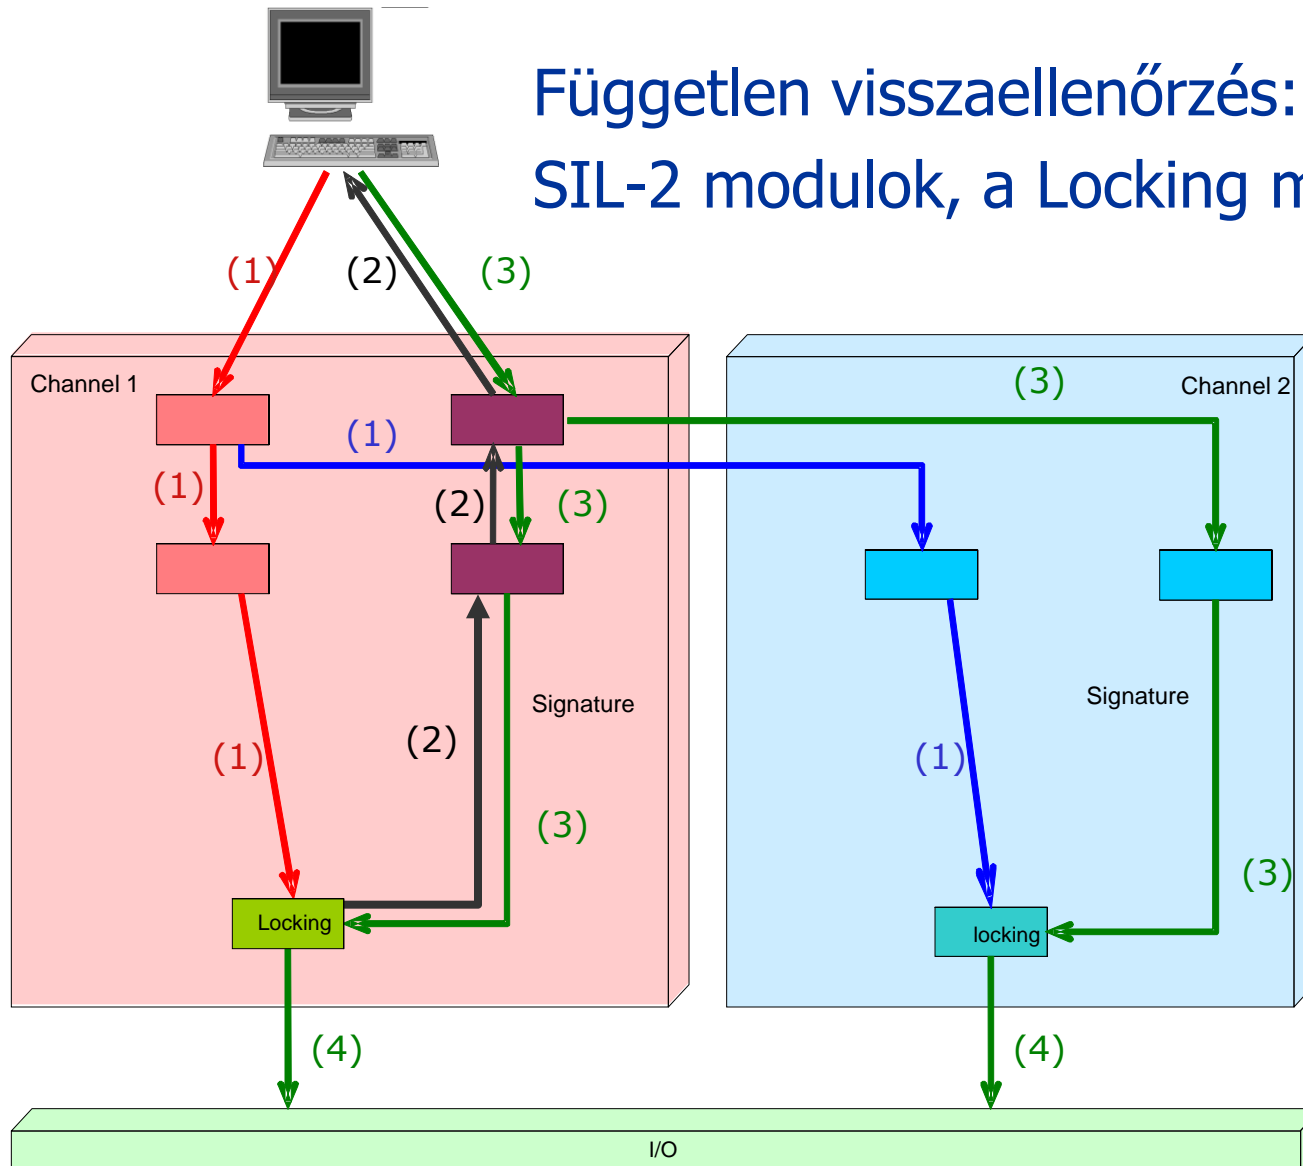 Független visszaellenőrzés:
SIL-2 modulok, a Locking
(1)
(2)
(3)
Channel 1
(3)
Channel 2
(1)
(1)
(2)
(3)
Signature
Signature
(1)
(2)
(1)
(3)
(3)
Locking
locking
(4)
(4)
I/O